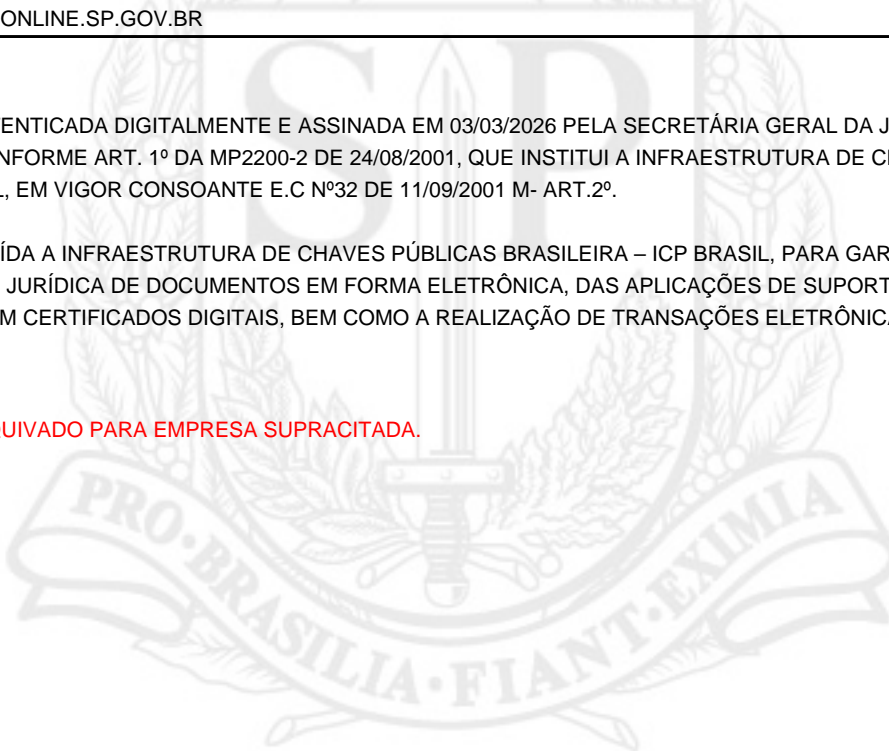 ONLINE.SP.GOV.BR
ENTICADA DIGITALMENTE E ASSINADA EM 03/03/2026 PELA SECRETÁRIA GERAL DA J
NFORME ART. 1º DA MP2200-2 DE 24/08/2001, QUE INSTITUI A INFRAESTRUTURA DE C
, EM VIGOR CONSOANTE E.C Nº32 DE 11/09/2001 M- ART.2º.
ÍDA A INFRAESTRUTURA DE CHAVES PÚBLICAS BRASILEIRA – ICP BRASIL, PARA GAR
JURÍDICA DE DOCUMENTOS EM FORMA ELETRÔNICA, DAS APLICAÇÕES DE SUPORT
M CERTIFICADOS DIGITAIS, BEM COMO A REALIZAÇÃO DE TRANSAÇÕES ELETRÔNICA
UIVADO PARA EMPRESA SUPRACITADA.
SP
PRO·BRASILIA·FIANT·EXIMIA